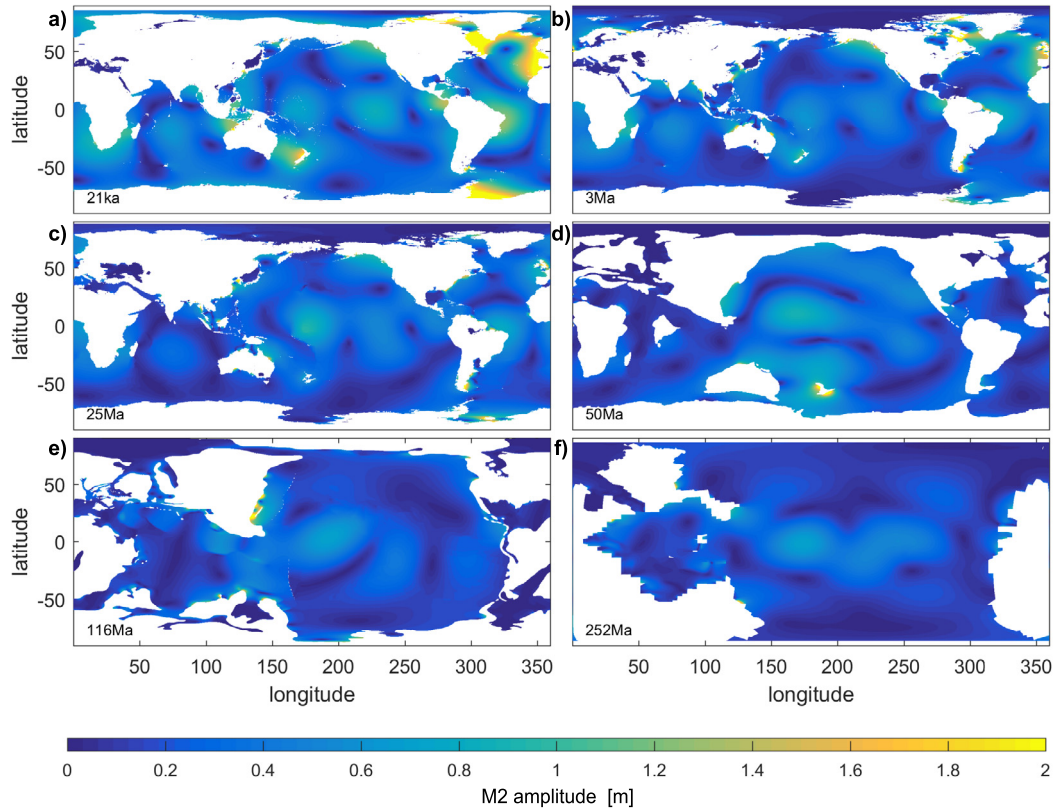 a)
b)
latitude
50
0
-50
21ka
3Ma
c)
d)
latitude
50
0
-50
25Ma
50Ma
e)
f)
latitude
50
0
-50
116Ma
252Ma
50 100 150 200 250 300 350
50 100 150 200 250 300 350
longitude
longitude
0 0.2 0.4 0.6 0.8 1 1.2 1.4 1.6 1.8 2
M2 amplitude [m]